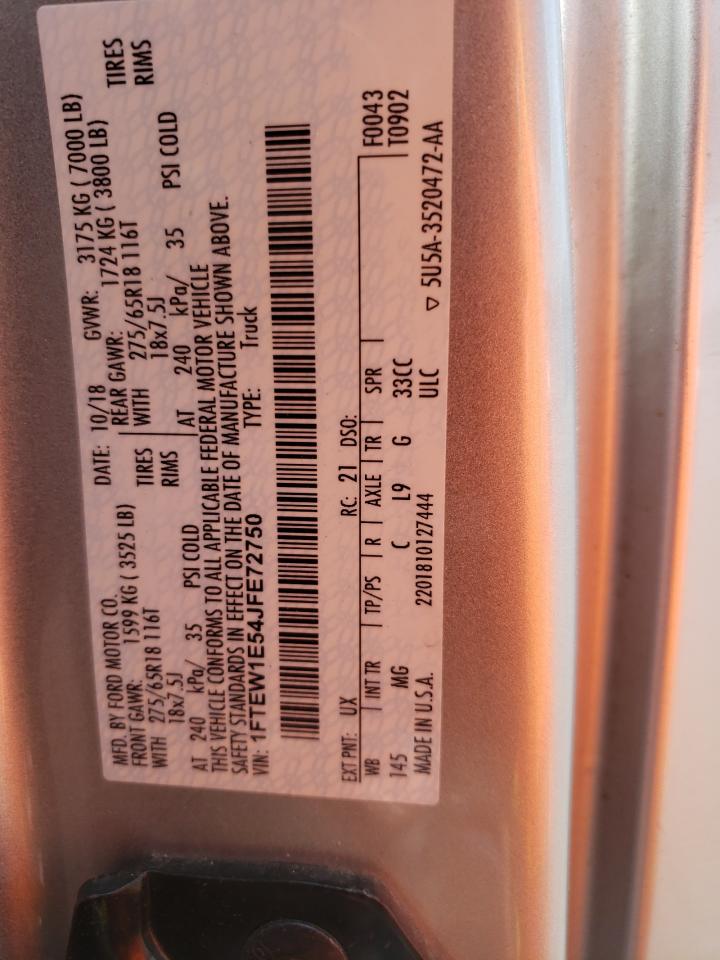 MFD. BY FORD MOTOR CO.
DATE: 10/18 GVWR: 3175 KG ( 7000 LB)
FRONT GAWR: 1599 KG ( 3525 LB)
REAR GAWR: 1724 KG ( 3800 LB)
WITH 275/65R18 116T TIRES
WITH 275/65R18 116T TIRES
18x7.5J RIMS
18x7.5J RIMS
AT 240 kPa/ 35 PSI COLD
AT 240 kPa/ 35 PSI COLD
THIS VEHICLE CONFORMS TO ALL APPLICABLE FEDERAL MOTOR VEHICLE
SAFETY STANDARDS IN EFFECT ON THE DATE OF MANUFACTURE SHOWN ABOVE.
VIN: 1FTEW1E54JFE72750 TYPE: Truck
EXT PNT: UX RC: 21 DSO: F0043
WB INT TR TP/PS R AXLE TR SPR T0902
145 MG C L9 G 33CC
MADE IN U.S.A. 2201810127444 ULC ▽ 5U5A-3520472-AA